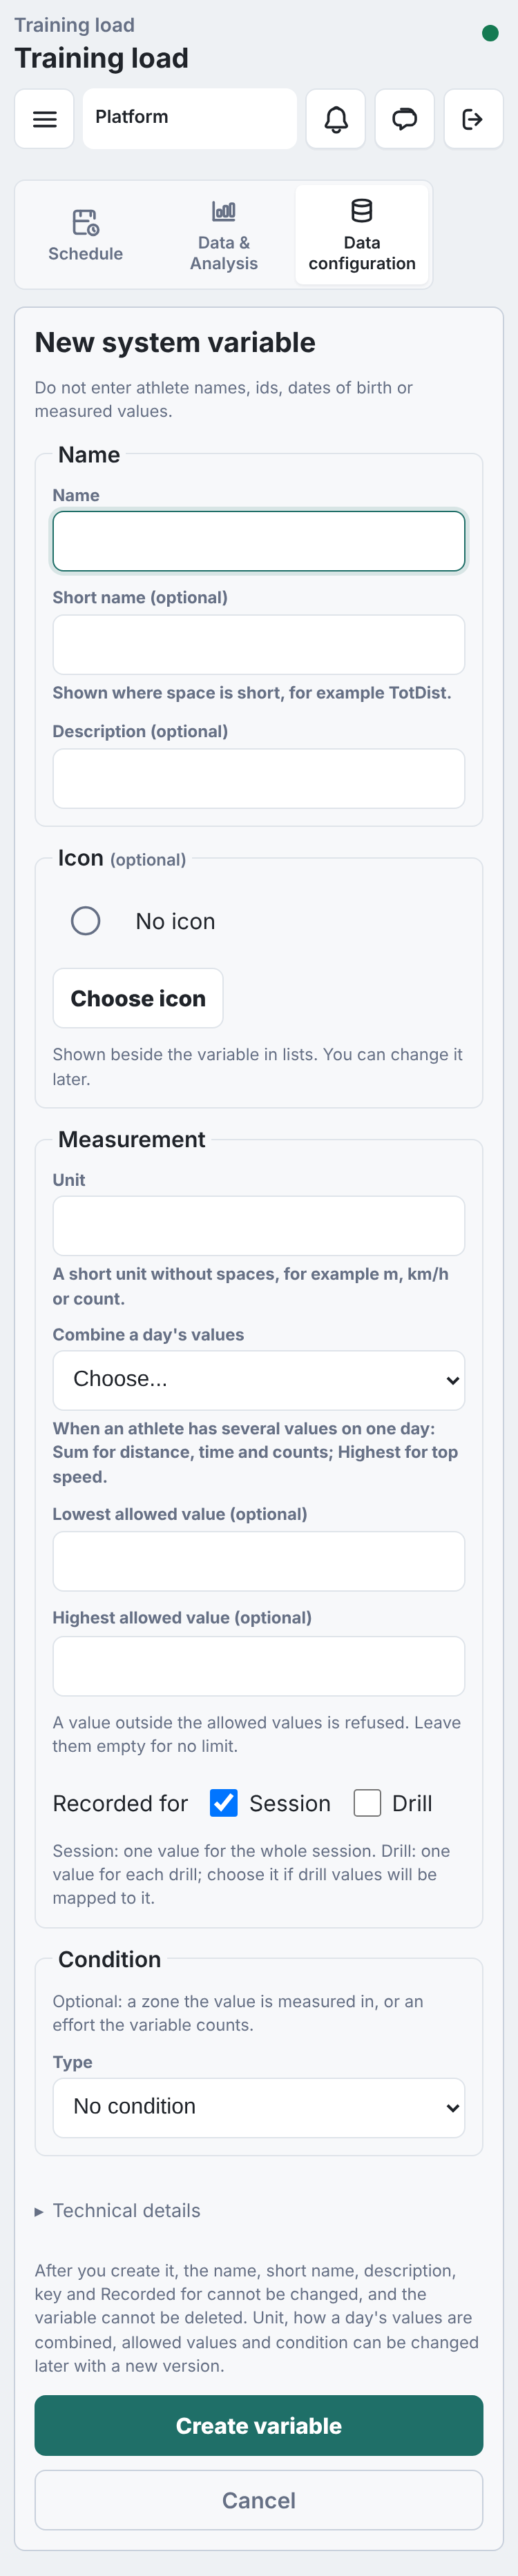 Training load
Training load
Platform
Schedule
Data &
Analysis
Data
configuration
New system variable
Do not enter athlete names, ids, dates of birth or
measured values.
Name
Name
Short name (optional)
Shown where space is short, for example TotDist.
Description (optional)
Icon (optional)
No icon
Choose icon
Shown beside the variable in lists. You can change it
later.
Measurement
Unit
A short unit without spaces, for example m, km/h
or count.
Combine a day's values
Choose...
When an athlete has several values on one day:
Sum for distance, time and counts; Highest for top
speed.
Lowest allowed value (optional)
Highest allowed value (optional)
A value outside the allowed values is refused. Leave
them empty for no limit.
Recorded for Session Drill
Session: one value for the whole session. Drill: one
value for each drill; choose it if drill values will be
mapped to it.
Condition
Optional: a zone the value is measured in, or an
effort the variable counts.
Type
No condition
Technical details
After you create it, the name, short name, description,
key and Recorded for cannot be changed, and the
variable cannot be deleted. Unit, how a day's values are
combined, allowed values and condition can be changed
later with a new version.
Create variable
Cancel